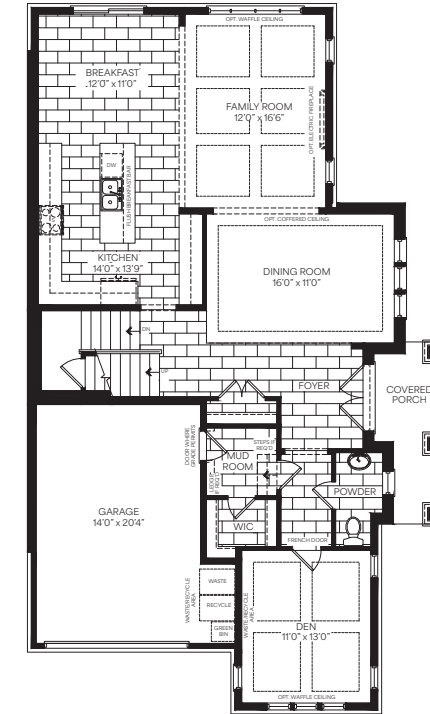 OPT. WAFFLE CEILING
BREAKFAST
12'0" x 11'0"
FAMILY ROOM
12'0" x 16'6"
OPT. ELECTRIC FIREPLACE
DW
FLUSH BREAKFAST BAR
OPT. COFFERED CEILING
KITCHEN
14'0" x 13'9"
DINING ROOM
16'0" x 11'0"
DN
UP
FOYER
COVERED
PORCH
DOOR WHERE
GRADE PERMITS
STEPS IF
REQ'D
MUD
ROOM
LEDGE
IF REQ'D
POWDER
GARAGE
14'0" x 20'4"
WIC
FRENCH DOOR
WASTE/RECYCLE
AREA
WASTE
RECYCLE
GREEN
BIN
WASTE/RECYCLE
AREA
DEN
11'0" x 13'0"
OPT. WAFFLE CEILING